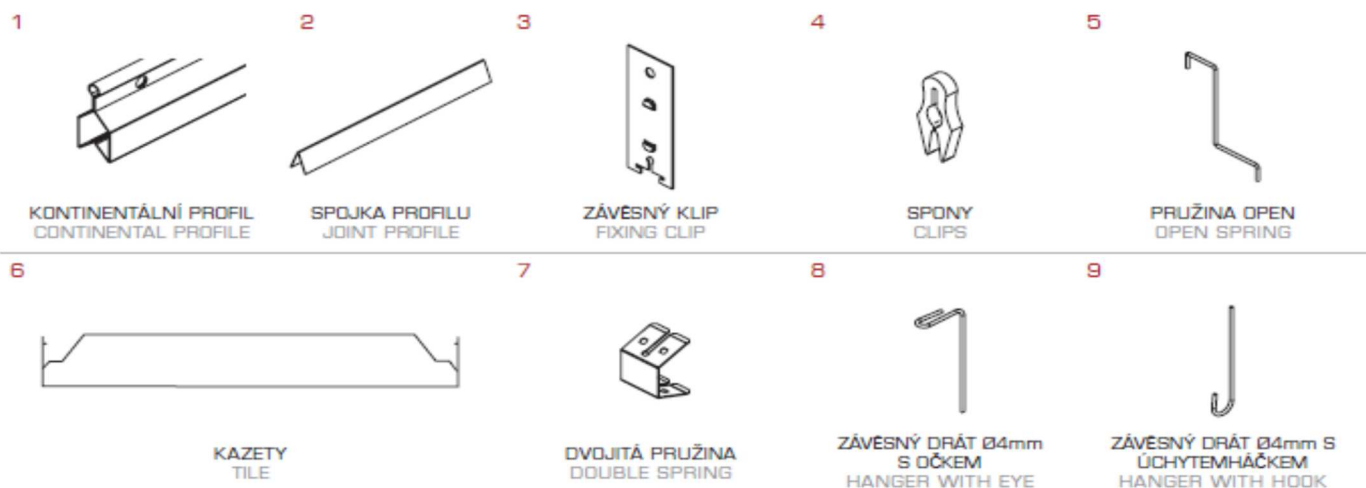 1
2
3
4
5
KONTINENTÁLNÍ PROFIL
CONTINENTAL PROFILE
SPOJKA PROFILU
JOINT PROFILE
ZÁVĚSNÝ KLIP
FIXING CLIP
SPONY
CLIPS
PRUŽINA OPEN
OPEN SPRING
6
7
8
9
KAZETY
TILE
DVOJITÁ PRUŽINA
DOUBLE SPRING
ZÁVĚSNÝ DRÁT Ø4mm
S OČKEM
HANGER WITH EYE
ZÁVĚSNÝ DRÁT Ø4mm S
ÚCHYTEMHÁČKEM
HANGER WITH HOOK